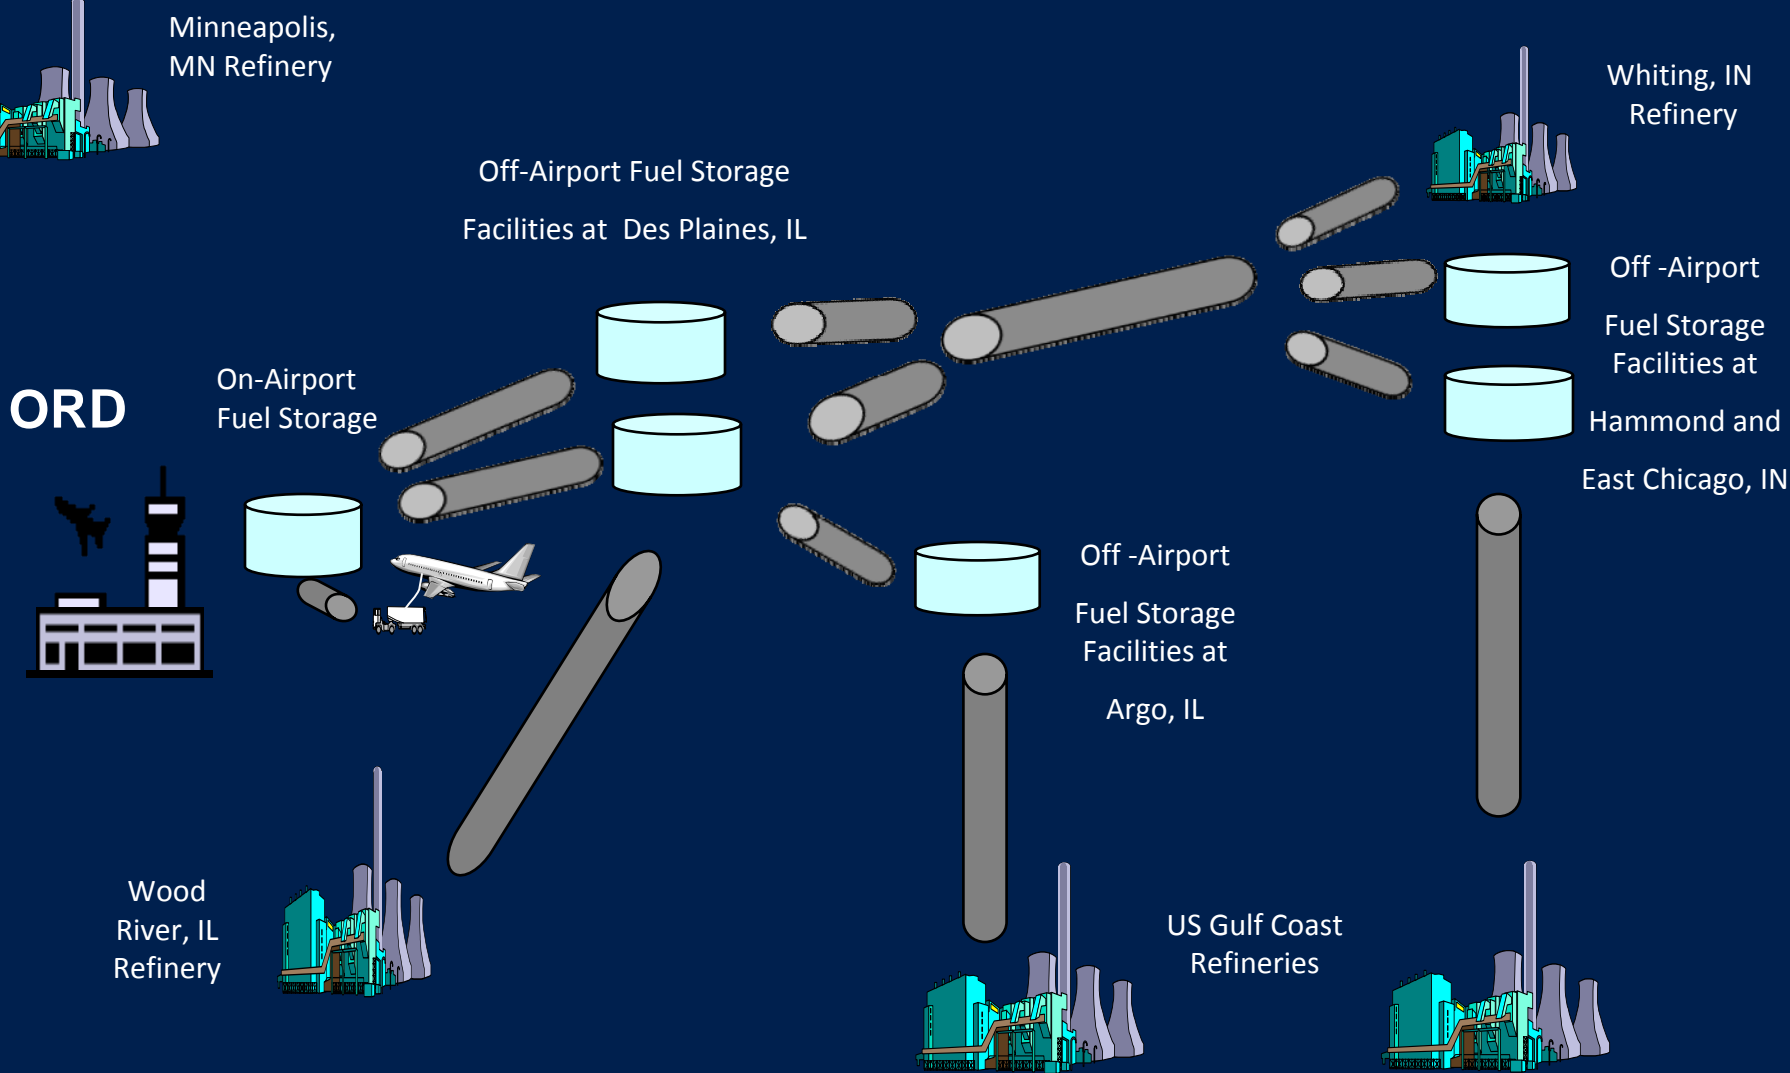 Minneapolis,
MN Refinery
Whiting, IN
Refinery
Off-Airport Fuel Storage
Facilities at  Des Plaines, IL
Off -Airport
Fuel Storage
Facilities at
Hammond and
East Chicago, IN
ORD
On-Airport
Fuel Storage
Off -Airport
Fuel Storage
Facilities at
Argo, IL
Wood
River, IL
Refinery
US Gulf Coast
Refineries